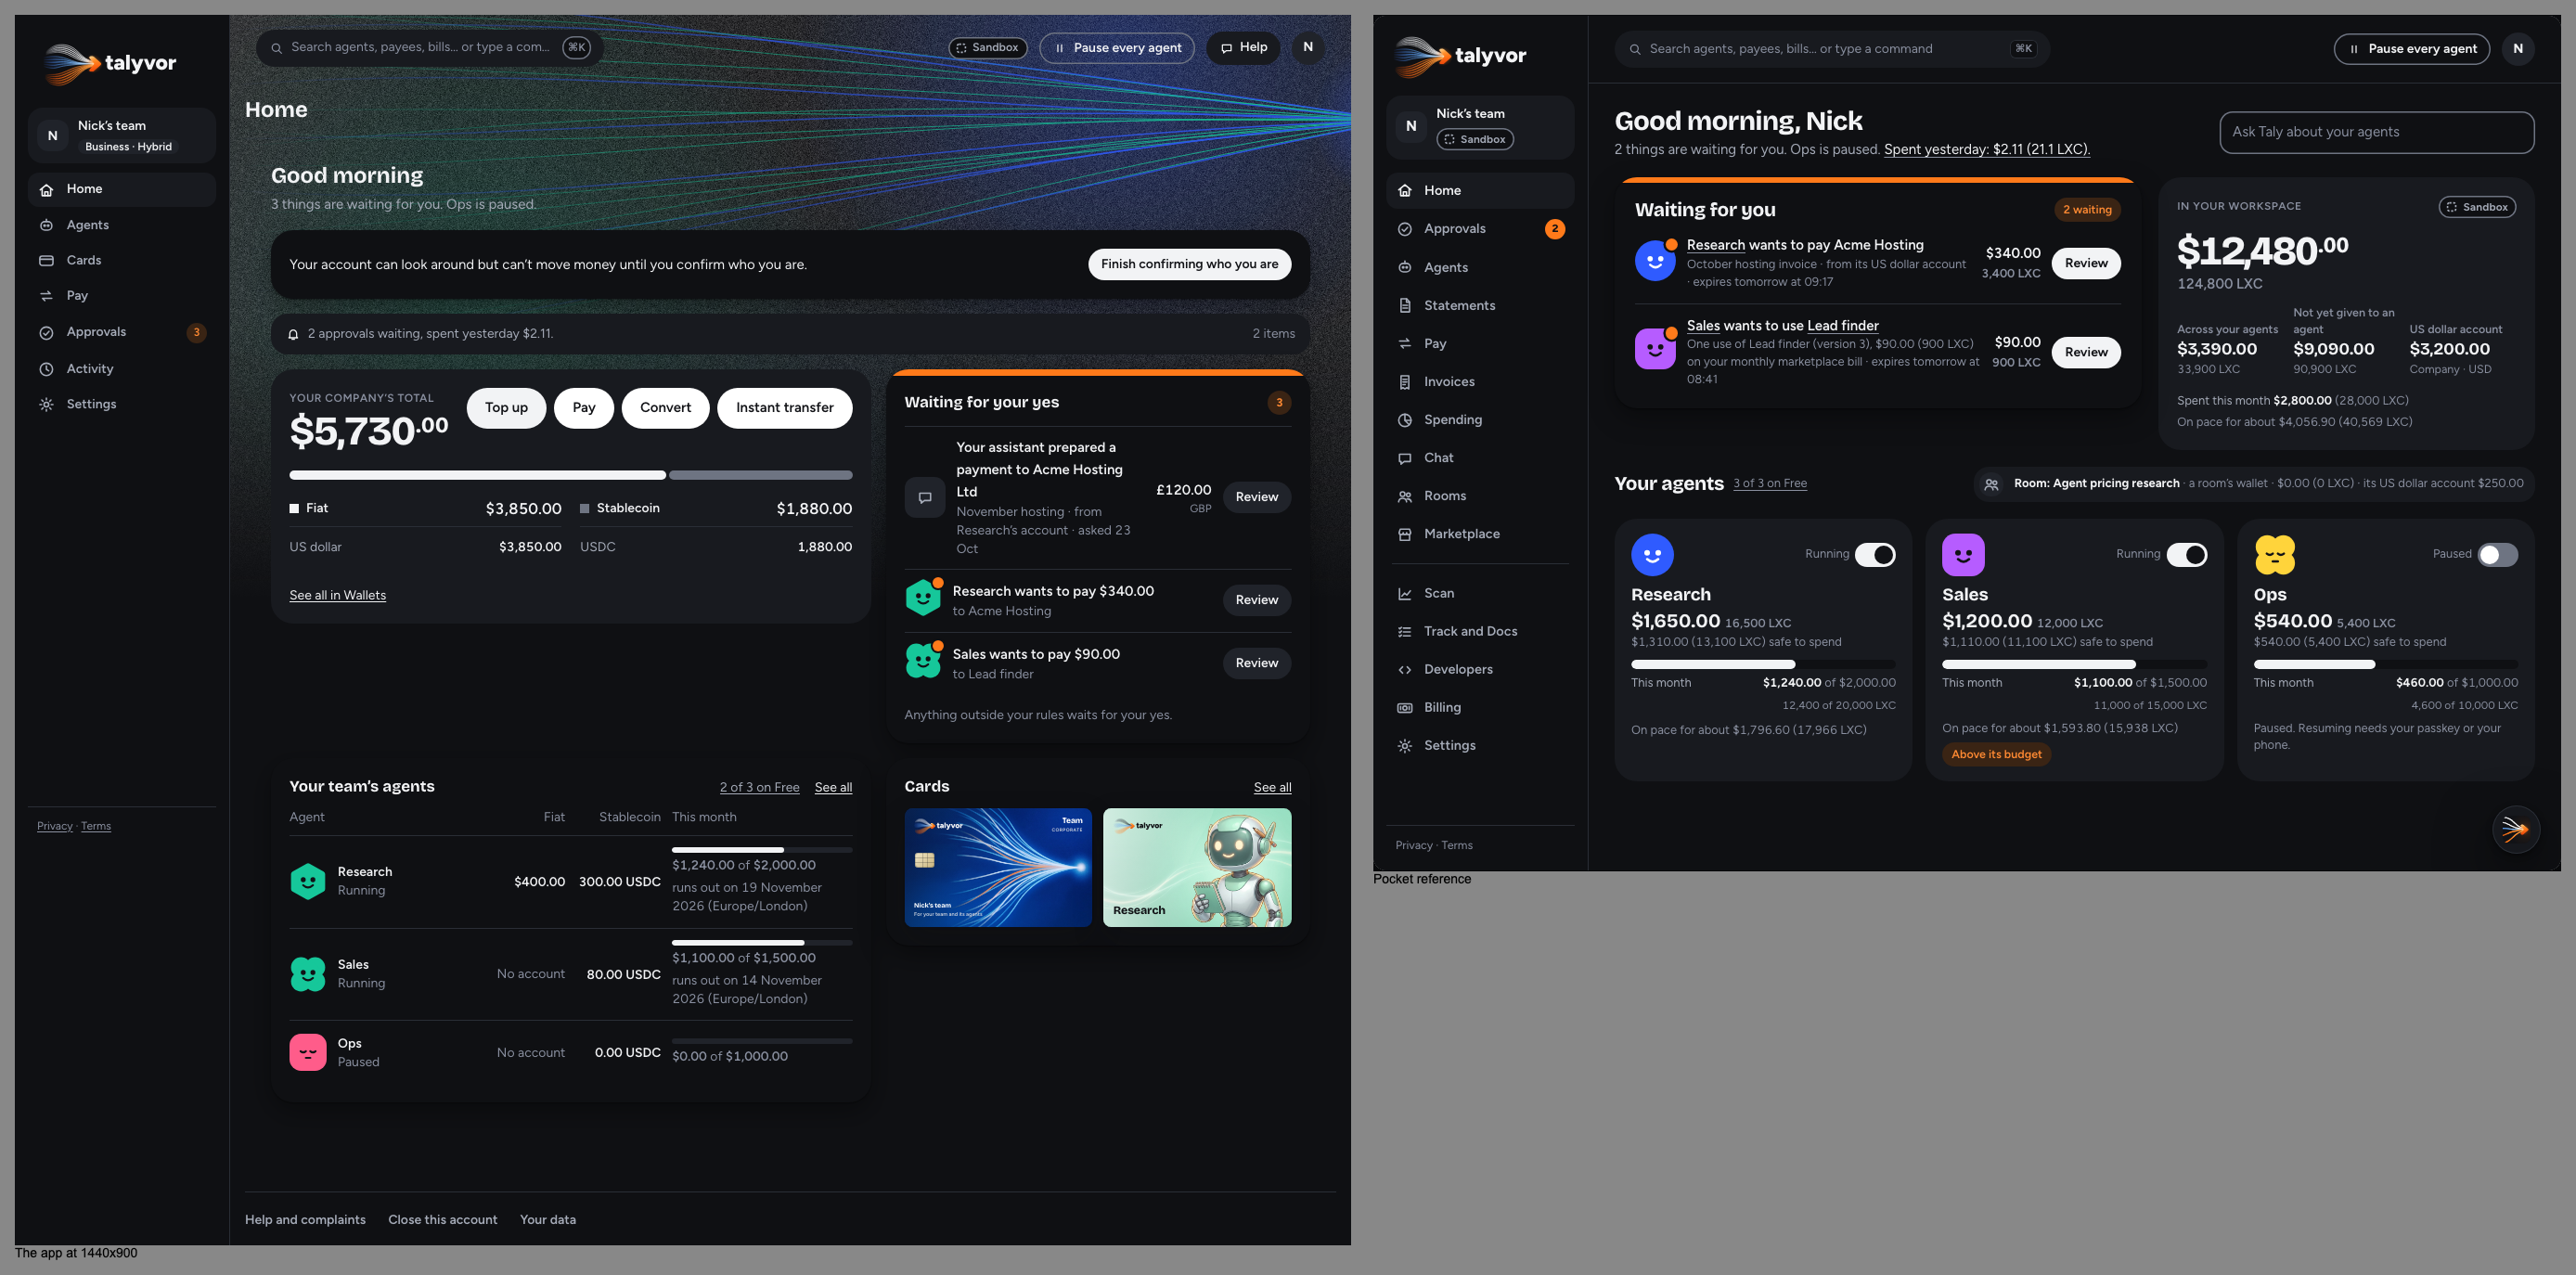 talyvor
Search agents, payees, bills... or type a com...
⌘K
Sandbox
Pause every agent
Help
N
N
Nick's team
Business · Hybrid
Home
Agents
Cards
Pay
Approvals
3
Activity
Settings
Privacy · Terms
Home
Good morning
3 things are waiting for you. Ops is paused.
Your account can look around but can't move money until you confirm who you are.
Finish confirming who you are
2 approvals waiting, spent yesterday $2.11.
2 items
YOUR COMPANY'S TOTAL
$5,730.00
Top up
Pay
Convert
Instant transfer
Fiat
$3,850.00
Stablecoin
$1,880.00
US dollar
$3,850.00
USDC
1,880.00
See all in Wallets
Waiting for your yes
3
Your assistant prepared a
payment to Acme Hosting
Ltd
November hosting · from
Research's account · asked 23
Oct
£120.00
GBP
Review
Research wants to pay $340.00
to Acme Hosting
Review
Sales wants to pay $90.00
to Lead finder
Review
Anything outside your rules waits for your yes.
Your team's agents
2 of 3 on Free
See all
Agent
Fiat
Stablecoin
This month
Research
Running
$400.00
300.00 USDC
$1,240.00 of $2,000.00
runs out on 19 November
2026 (Europe/London)
Sales
Running
No account
80.00 USDC
$1,100.00 of $1,500.00
runs out on 14 November
2026 (Europe/London)
Ops
Paused
No account
0.00 USDC
$0.00 of $1,000.00
Cards
See all
talyvor
Team
CORPORATE
Nick's team
For your team and its agents
talyvor
Research
Help and complaints
Close this account
Your data
The app at 1440x900
talyvor
Search agents, payees, bills... or type a command
⌘K
Pause every agent
N
N
Nick's team
Sandbox
Home
Approvals
2
Agents
Statements
Pay
Invoices
Spending
Chat
Rooms
Marketplace
Scan
Track and Docs
Developers
Billing
Settings
Privacy · Terms
Good morning, Nick
2 things are waiting for you. Ops is paused. Spent yesterday: $2.11 (21.1 LXC).
Ask Taly about your agents
Waiting for you
2 waiting
Research wants to pay Acme Hosting
October hosting invoice · from its US dollar account
· expires tomorrow at 09:17
$340.00
3,400 LXC
Review
Sales wants to use Lead finder
One use of Lead finder (version 3), $90.00 (900 LXC)
on your monthly marketplace bill · expires tomorrow at
08:41
$90.00
900 LXC
Review
IN YOUR WORKSPACE
Sandbox
$12,480.00
124,800 LXC
Across your agents
$3,390.00
33,900 LXC
Not yet given to an
agent
$9,090.00
90,900 LXC
US dollar account
$3,200.00
Company · USD
Spent this month $2,800.00 (28,000 LXC)
On pace for about $4,056.90 (40,569 LXC)
Your agents
3 of 3 on Free
Room: Agent pricing research · a room's wallet · $0.00 (0 LXC) · its US dollar account $250.00
Running
Research
$1,650.00 16,500 LXC
$1,310.00 (13,100 LXC) safe to spend
This month
$1,240.00 of $2,000.00
12,400 of 20,000 LXC
On pace for about $1,796.60 (17,966 LXC)
Running
Sales
$1,200.00 12,000 LXC
$1,110.00 (11,100 LXC) safe to spend
This month
$1,100.00 of $1,500.00
11,000 of 15,000 LXC
On pace for about $1,593.80 (15,938 LXC)
Above its budget
Paused
Ops
$540.00 5,400 LXC
$540.00 (5,400 LXC) safe to spend
This month
$460.00 of $1,000.00
4,600 of 10,000 LXC
Paused. Resuming needs your passkey or your
phone.
Pocket reference